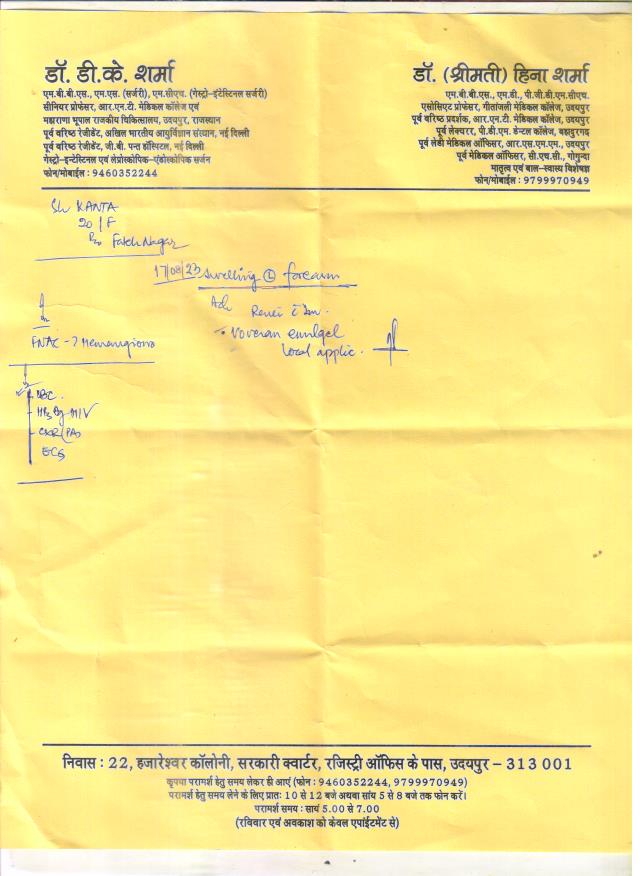 डॉ. डी.के. शर्मा
एम.बी.बी.एस., एम.एस. (सर्जरी), एम.सी.एच. (गेस्ट्रो-इंटेस्टिनल सर्जरी)
सीनियर प्रोफेसर, आर.एन.टी. मेडिकल कॉलेज एवं
महाराणा भूपाल राजकीय चिकित्सालय, उदयपुर, राजस्थान
पूर्व वरिष्ठ रेजीडेंट, अखिल भारतीय आयुर्विज्ञान संस्थान, नई दिल्ली
पूर्व वरिष्ठ रेजीडेंट, जी.बी. पन्त हॉस्पिटल, नई दिल्ली
गेस्ट्रो-इन्टेस्टिनल एवं लेप्रोस्कोपिक-एंडोस्कोपिक सर्जन
फोन/मोबाईल : 9460352244
डॉ. (श्रीमती) हिना शर्मा
एम.बी.बी.एस., एम.डी., पी.जी.डी.एम.सी.एच.
एसोसिएट प्रोफेसर, गीतांजली मेडिकल कॉलेज, उदयपुर
पूर्व वरिष्ठ प्रदर्शक, आर.एन.टी. मेडिकल कॉलेज, उदयपुर
पूर्व लेक्चरर, पी.डी.एम. डेन्टल कॉलेज, बहादुरगढ़
पूर्व लेडी मेडिकल ऑफिसर, आर.एस.एम.एम., उदयपुर
पूर्व मेडिकल ऑफिसर, सी.एच.सी., गोगुन्दा
मातृत्व एवं बाल-स्वास्थ्य विशेषज्ञ
फोन/मोबाईल : 9799970949
KANTA
20/F
Fateh Nagar
17/08/23 swelling (L) forearm
Adv
Voveran emulgel
local applic.
FNAC - ? Hemangioma
CBC
HBsAg HIV
CXR (PA)
ECG
निवास : 22, हजारेश्वर कॉलोनी, सरकारी क्वार्टर, रजिस्ट्री ऑफिस के पास, उदयपुर – 313 001
कृपया परामर्श हेतु समय लेकर ही आएं (फोन : 9460352244, 9799970949)
परामर्श हेतु समय लेने के लिए प्रातः 10 से 12 बजे अथवा सांय 5 से 8 बजे तक फोन करें।
परामर्श समय : सायं 5.00 से 7.00
(रविवार एवं अवकाश को केवल एपॉइंटमेंट से)